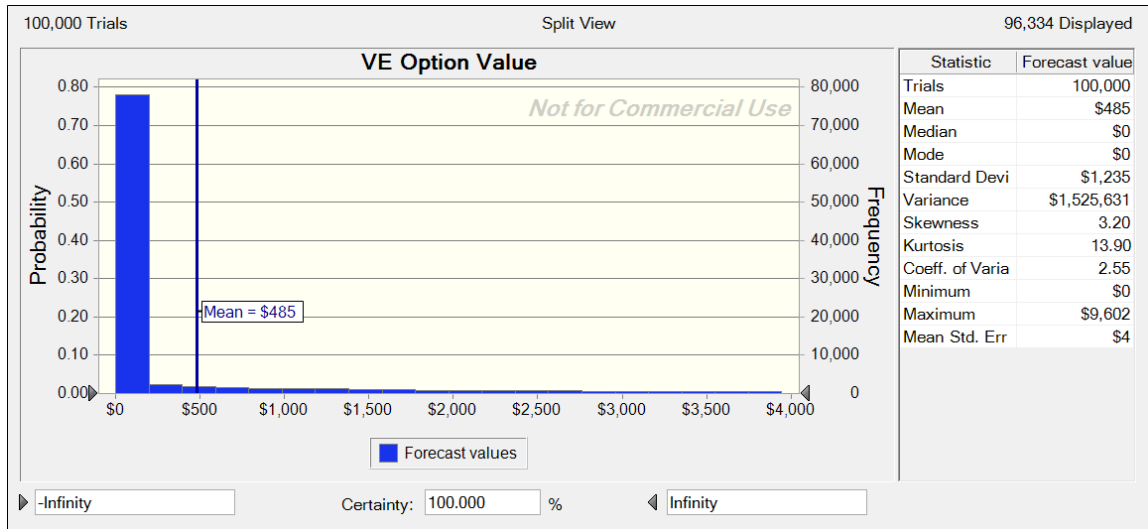 100,000 Trials
Split View
96,334 Displayed
VE Option Value
Not for Commercial Use
Probability
0.80
0.70
0.60
0.50
0.40
0.30
0.20
0.10
0.00
Mean = $485
80,000
70,000
60,000
50,000
40,000
30,000
20,000
10,000
0
Frequency
$0 $500 $1,000 $1,500 $2,000 $2,500 $3,000 $3,500 $4,000
Forecast values
Statistic Forecast value
Trials 100,000
Mean $485
Median $0
Mode $0
Standard Devi $1,235
Variance $1,525,631
Skewness 3.20
Kurtosis 13.90
Coeff. of Varia 2.55
Minimum $0
Maximum $9,602
Mean Std. Err $4
-Infinity Certainty: 100.000 % Infinity